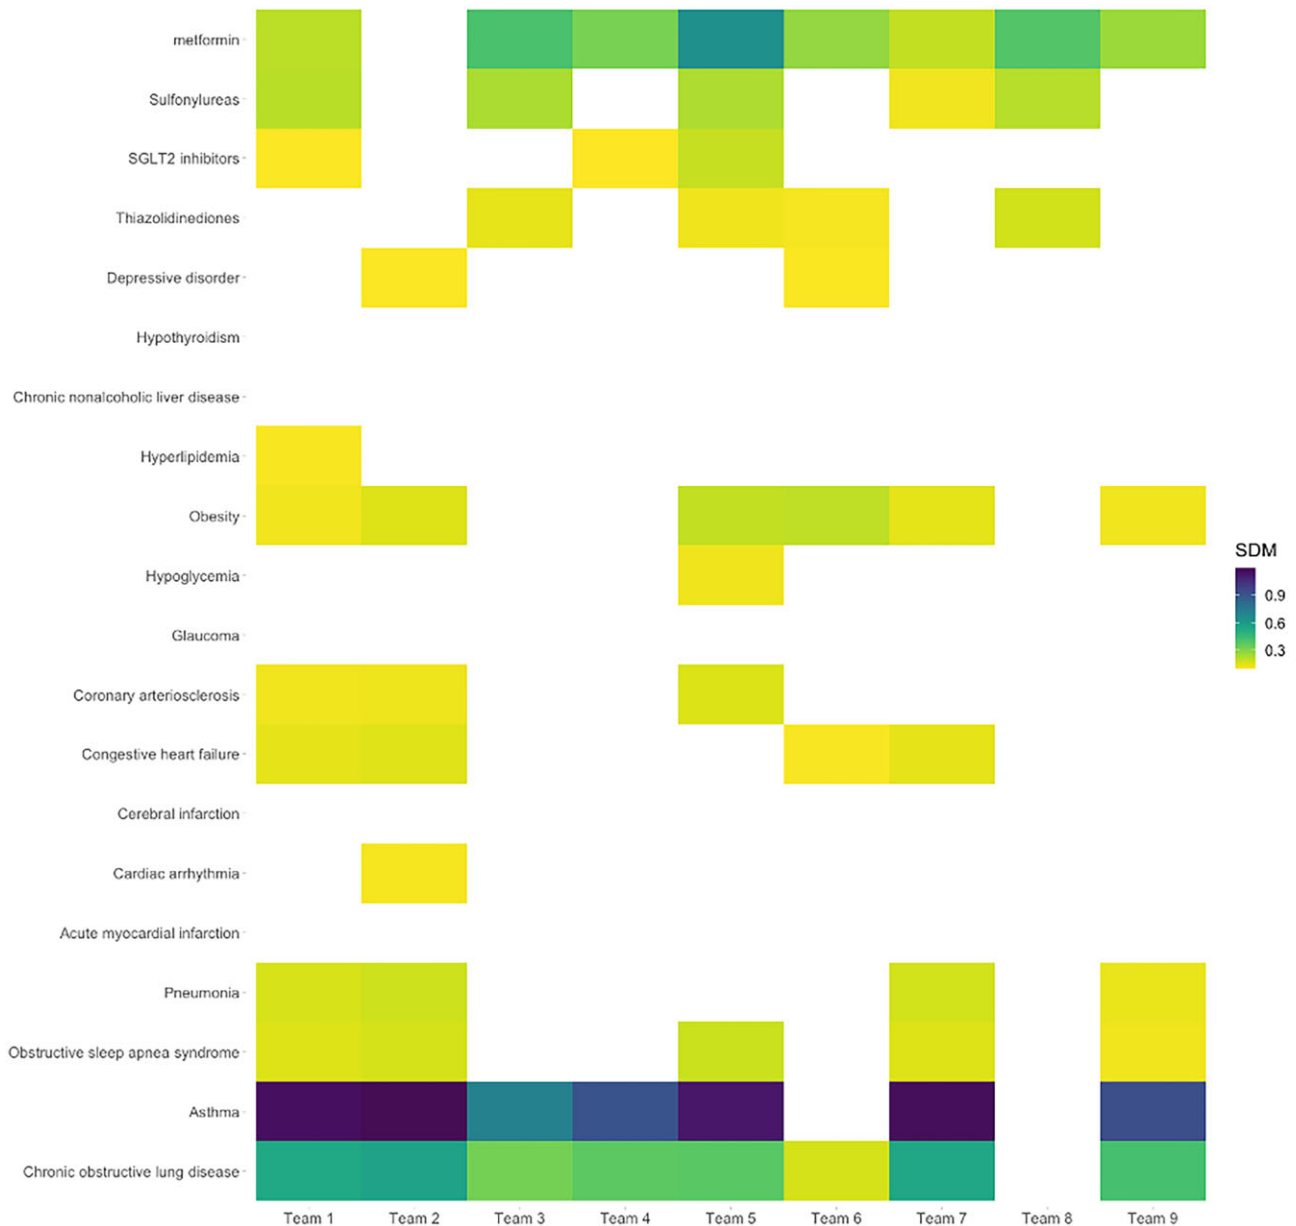 metformin
Sulfonylureas
SGLT2 inhibitors
Thiazolidinediones
Depressive disorder
Hypothyroidism
Chronic nonalcoholic liver disease
Hyperlipidemia
Obesity
Hypoglycemia
Glaucoma
Coronary arteriosclerosis
Congestive heart failure
Cerebral infarction
Cardiac arrhythmia
Acute myocardial infarction
Pneumonia
Obstructive sleep apnea syndrome
Asthma
Chronic obstructive lung disease
Team 1 Team 2 Team 3 Team 4 Team 5 Team 6 Team 7 Team 8 Team 9
SDM
0.9
0.6
0.3